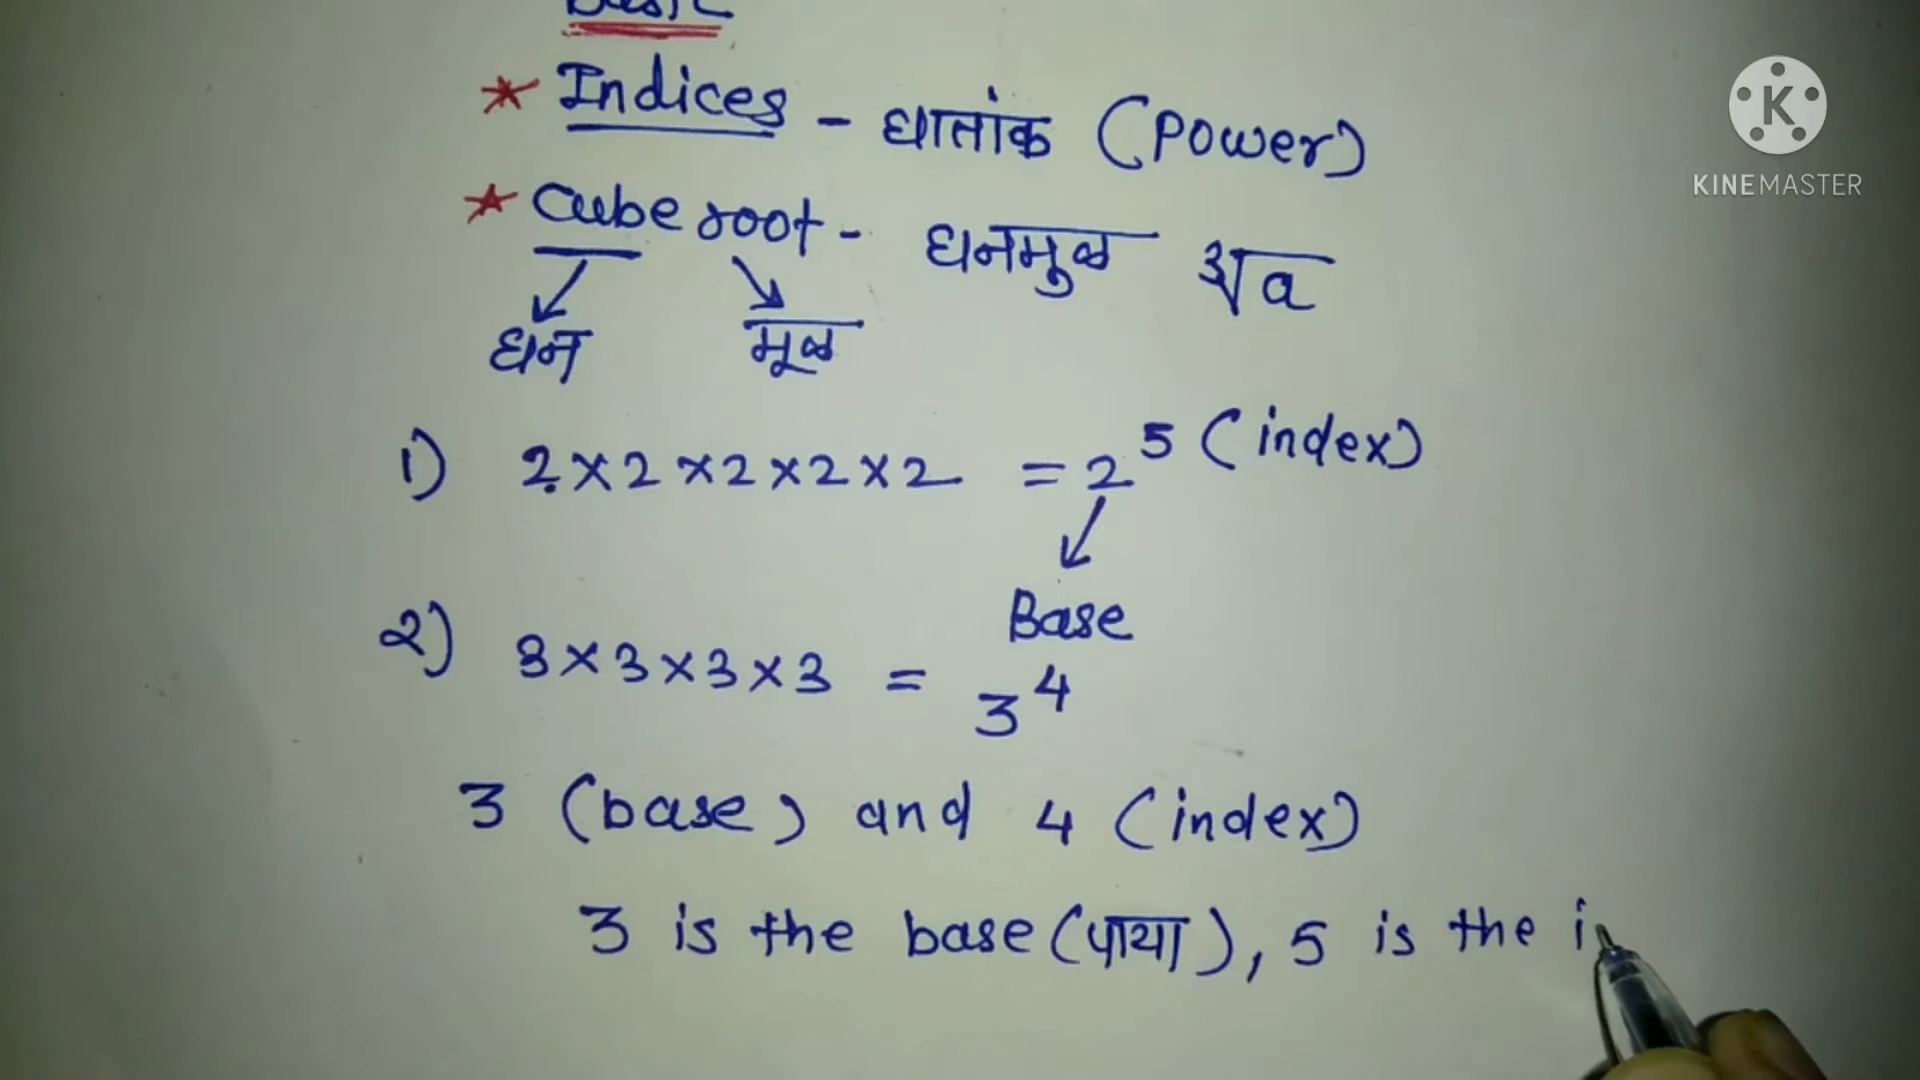 Basic
* Indices - घातांक (Power)
* Cube root - घनमुळ ∛a
घन मूळ
1) 2×2×2×2×2 = 2⁵ (index)
Base
2) 3×3×3×3 = 3⁴
3 (base) and 4 (index)
3 is the base (पाया), 5 is the i
K
KINEMASTER